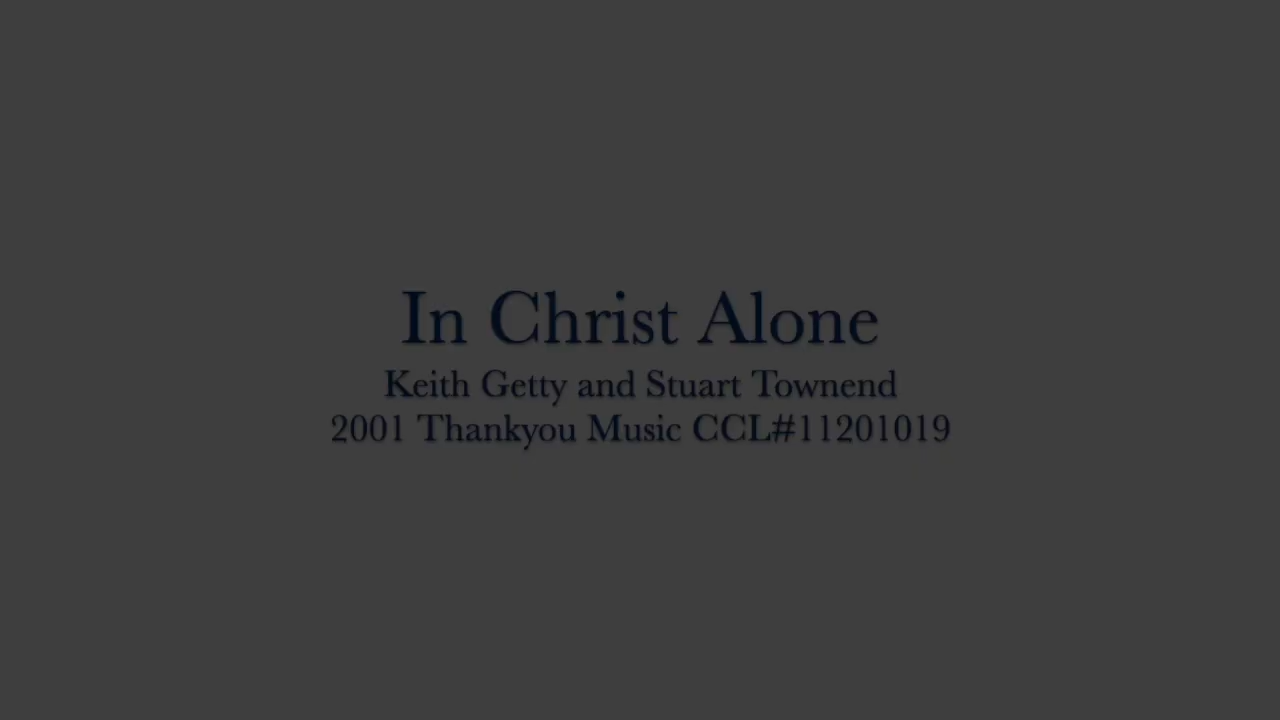 In Christ Alone
Keith Getty and Stuart Townend
2001 Thankyou Music CCL#11201019